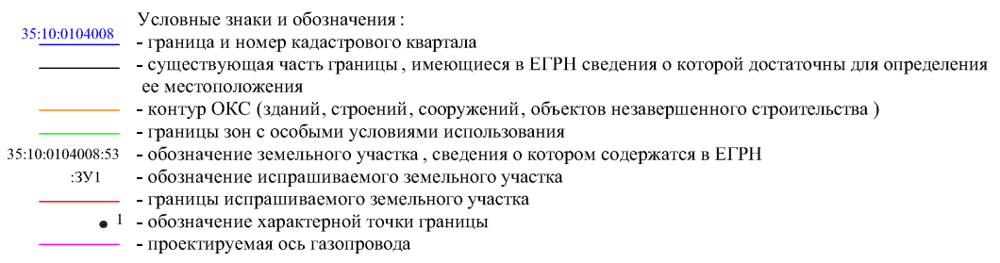 Условные знаки и обозначения :
35:10:0104008 - граница и номер кадастрового квартала
- существующая часть границы , имеющиеся в ЕГРН сведения о которой достаточны для определения
ее местоположения
- контур ОКС (зданий, строений, сооружений, объектов незавершенного строительства )
- границы зон с особыми условиями использования
35:10:0104008:53 - обозначение земельного участка , сведения о котором содержатся в ЕГРН
:ЗУ1 - обозначение испрашиваемого земельного участка
- границы испрашиваемого земельного участка
1 - обозначение характерной точки границы
- проектируемая ось газопровода